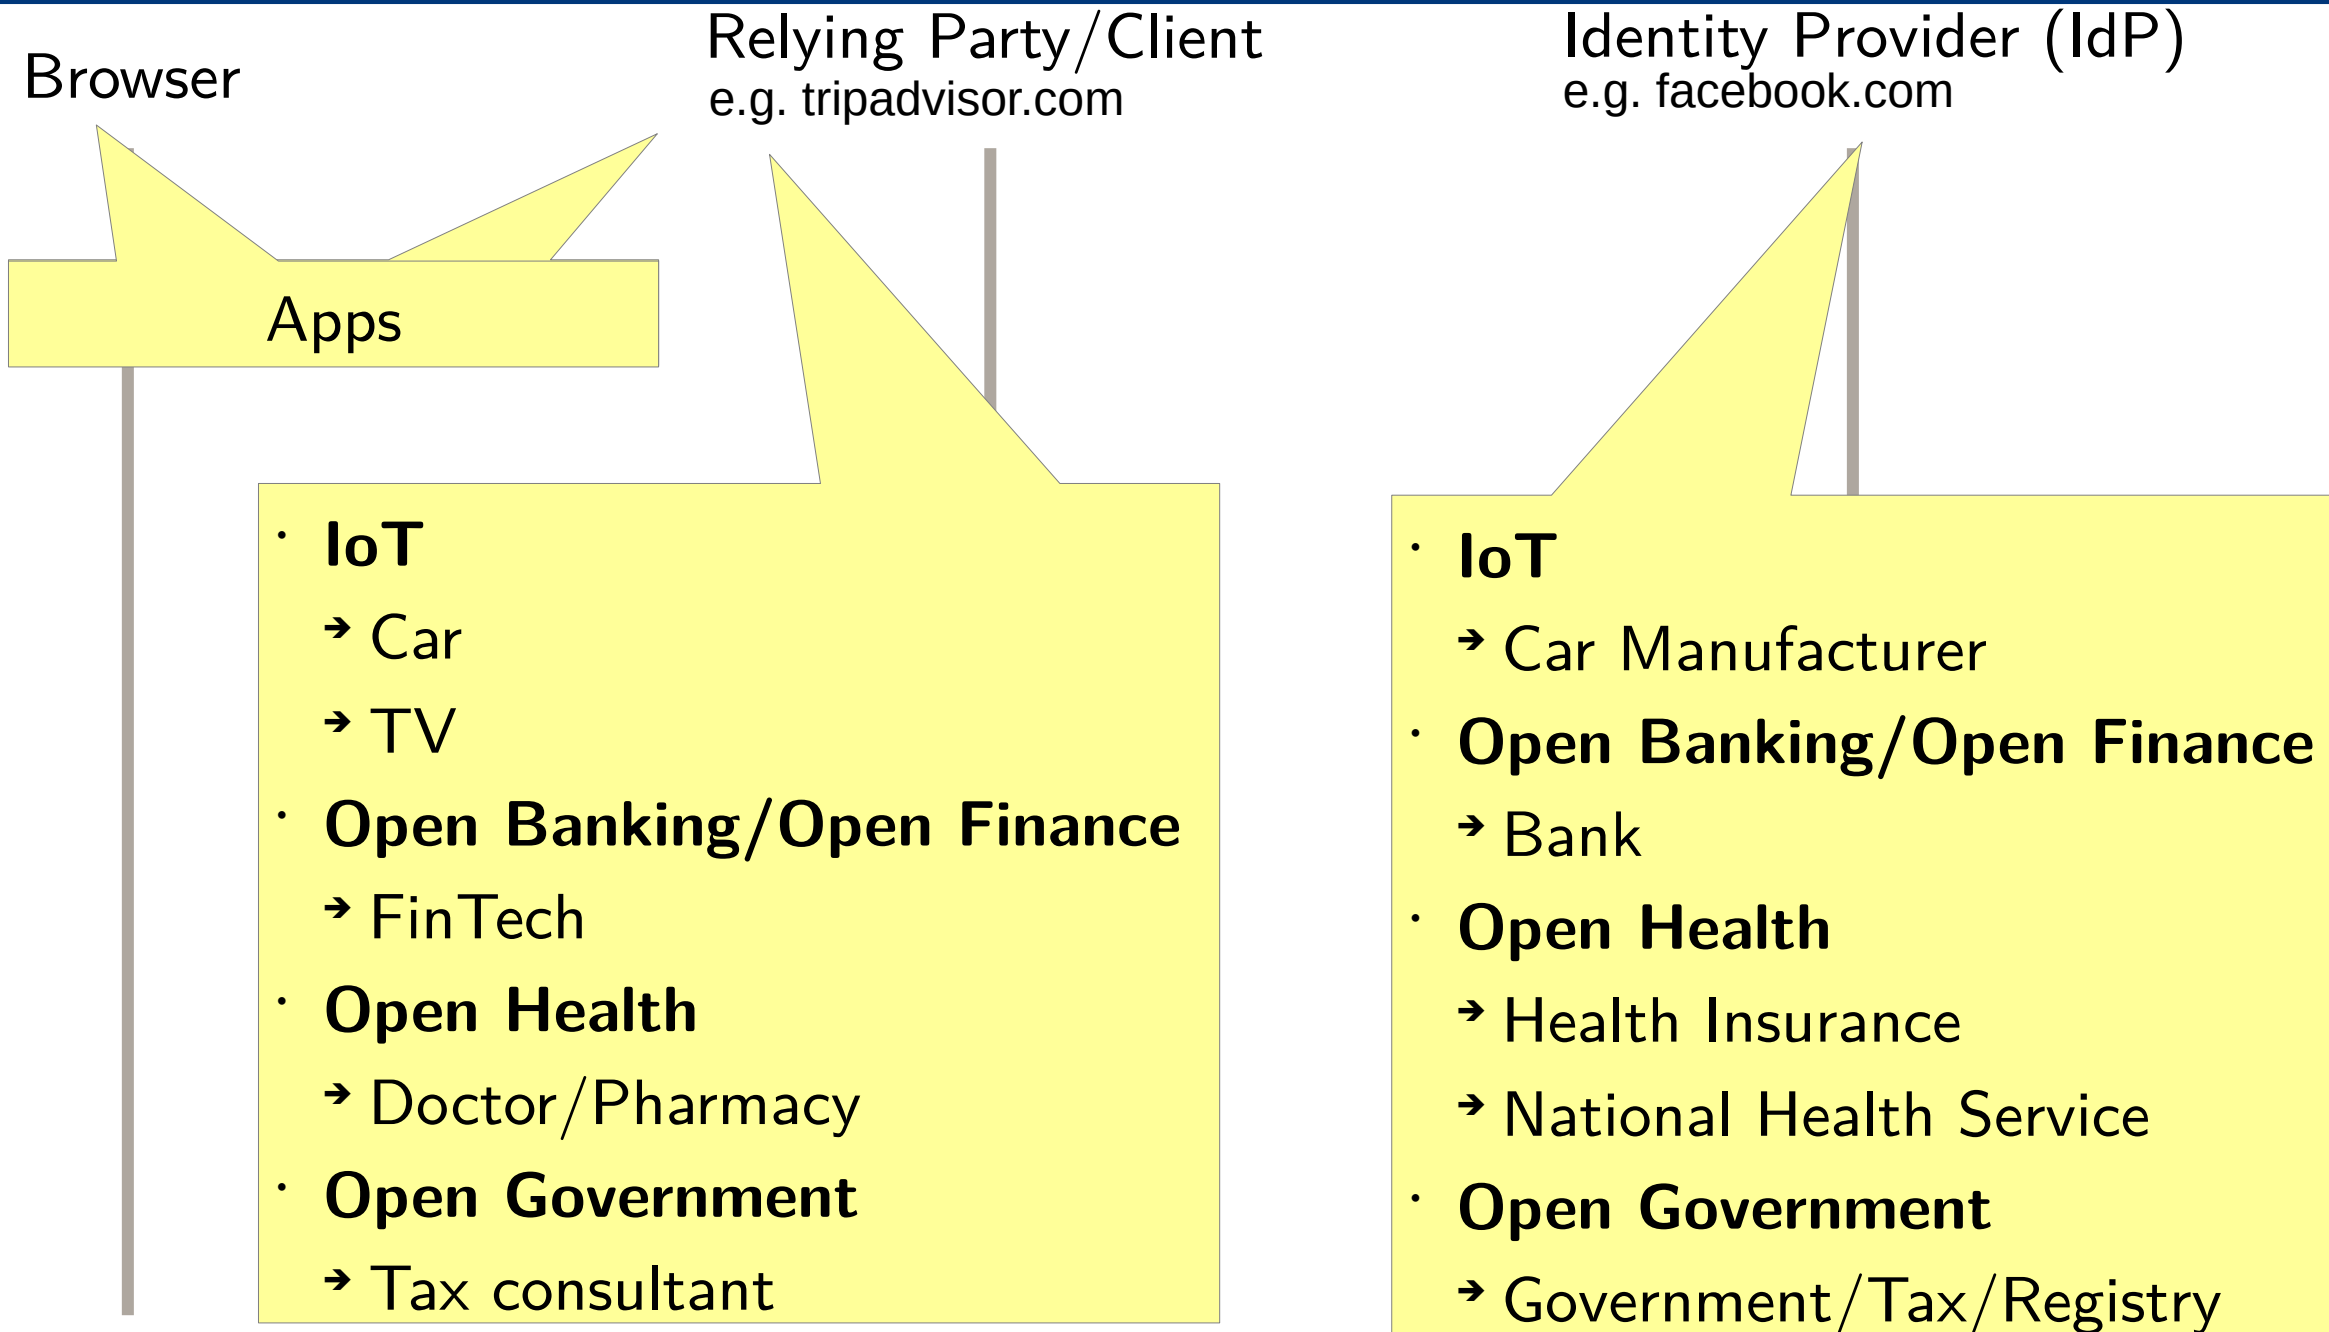 Browser
Relying Party/Client
e.g. tripadvisor.com
Identity Provider (IdP)
e.g. facebook.com
Apps
· IoT
➔ Car
➔ TV
· Open Banking/Open Finance
➔ FinTech
· Open Health
➔ Doctor/Pharmacy
· Open Government
➔ Tax consultant
· IoT
➔ Car Manufacturer
· Open Banking/Open Finance
➔ Bank
· Open Health
➔ Health Insurance
➔ National Health Service
· Open Government
➔ Government/Tax/Registry